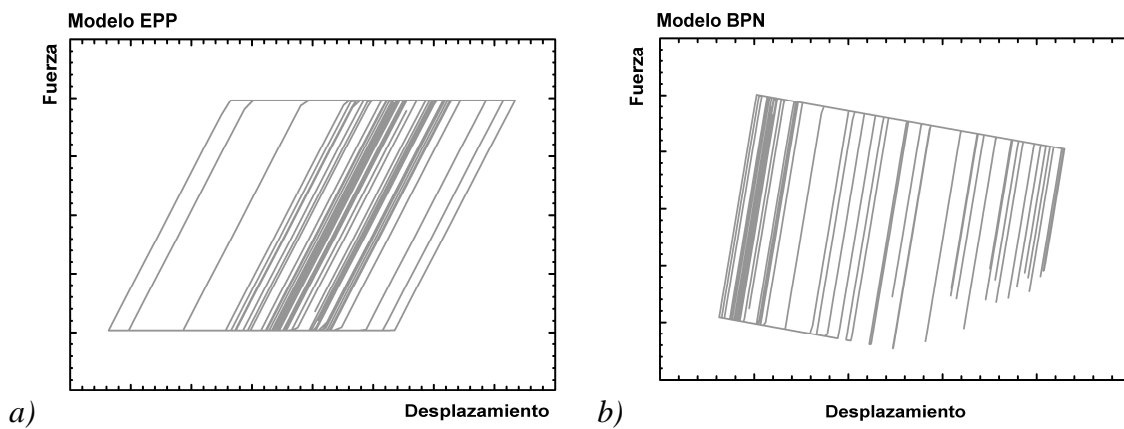 Modelo EPP
Fuerza
Desplazamiento
a)
Modelo BPN
Fuerza
Desplazamiento
b)